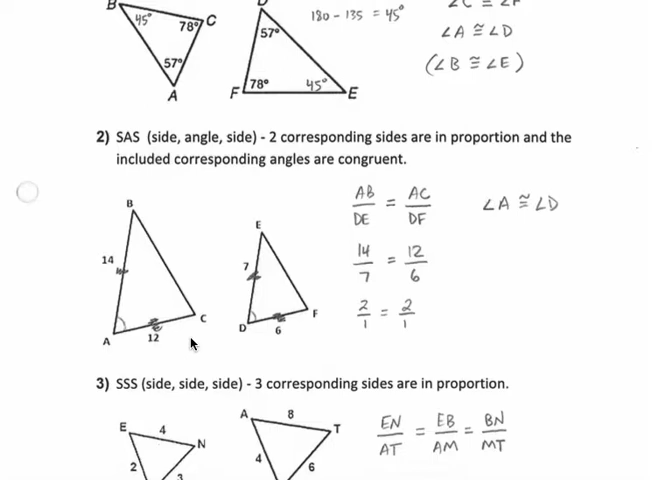 ∠C ≅ ∠F
B 45° 78° C
57°
A
D
57°
F 78° 45° E
180 - 135 = 45°
∠A ≅ ∠D
(∠B ≅ ∠E)
2) SAS (side, angle, side) - 2 corresponding sides are in proportion and the
included corresponding angles are congruent.
B
14
C
A 12
E
7
F
D 6
AB/DE = AC/DF ∠A ≅ ∠D
14/7 = 12/6
2/1 = 2/1
3) SSS (side, side, side) - 3 corresponding sides are in proportion.
E 4 N
2 3
A 8 T
4 6
EN/AT = EB/AM = BN/MT